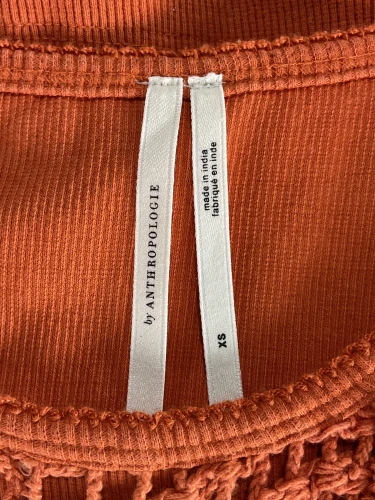 by ANTHROPOLOGIE
made in india
fabriqué en inde
XS